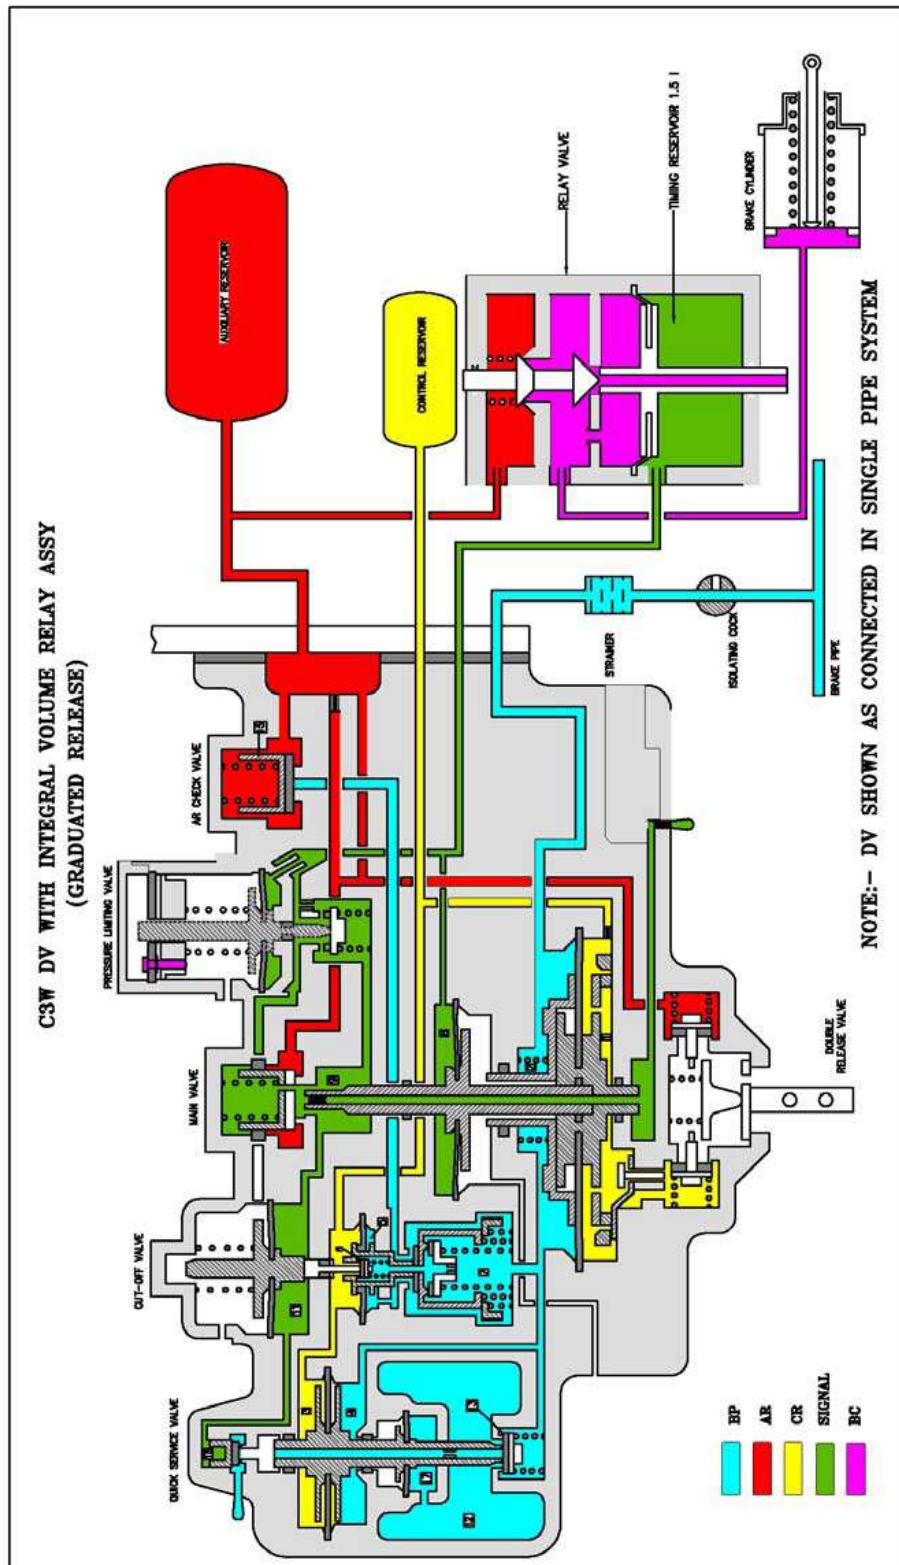 C3W DV WITH INTEGRAL VOLUME RELAY ASSY
(GRADUATED RELEASE)
AUXILIARY RESERVOIR
CONTROL RESERVOIR
RELAY VALVE
TIMING RESERVOIR 1.5 l
BRAKE CYLINDER
AR CHECK VALVE
PRESSURE LIMITING VALVE
MAIN VALVE
CUT-OFF VALVE
QUICK SERVICE VALVE
STRAINER
ISOLATING COCK
BRAKE PIPE
DOUBLE
RELEASE VALVE
BP
AR
CR
SIGNAL
BC
NOTE:- DV SHOWN AS CONNECTED IN SINGLE PIPE SYSTEM